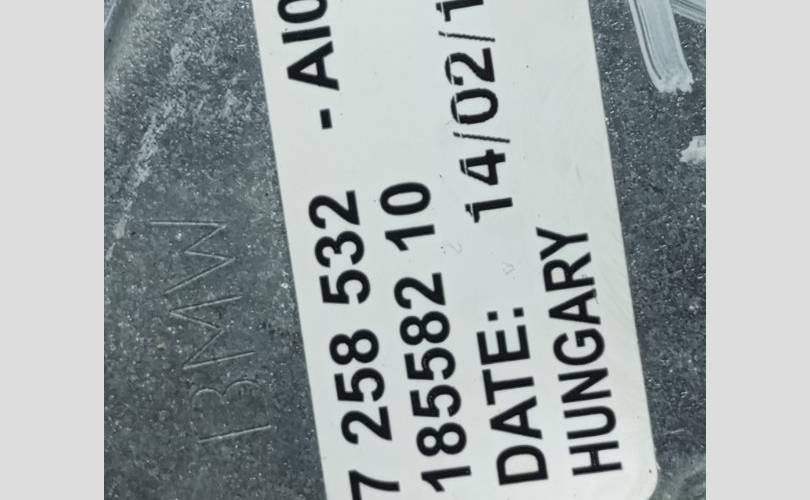 BMW
7 258 532 - AI0
185582 10
DATE: 14/02/1
HUNGARY